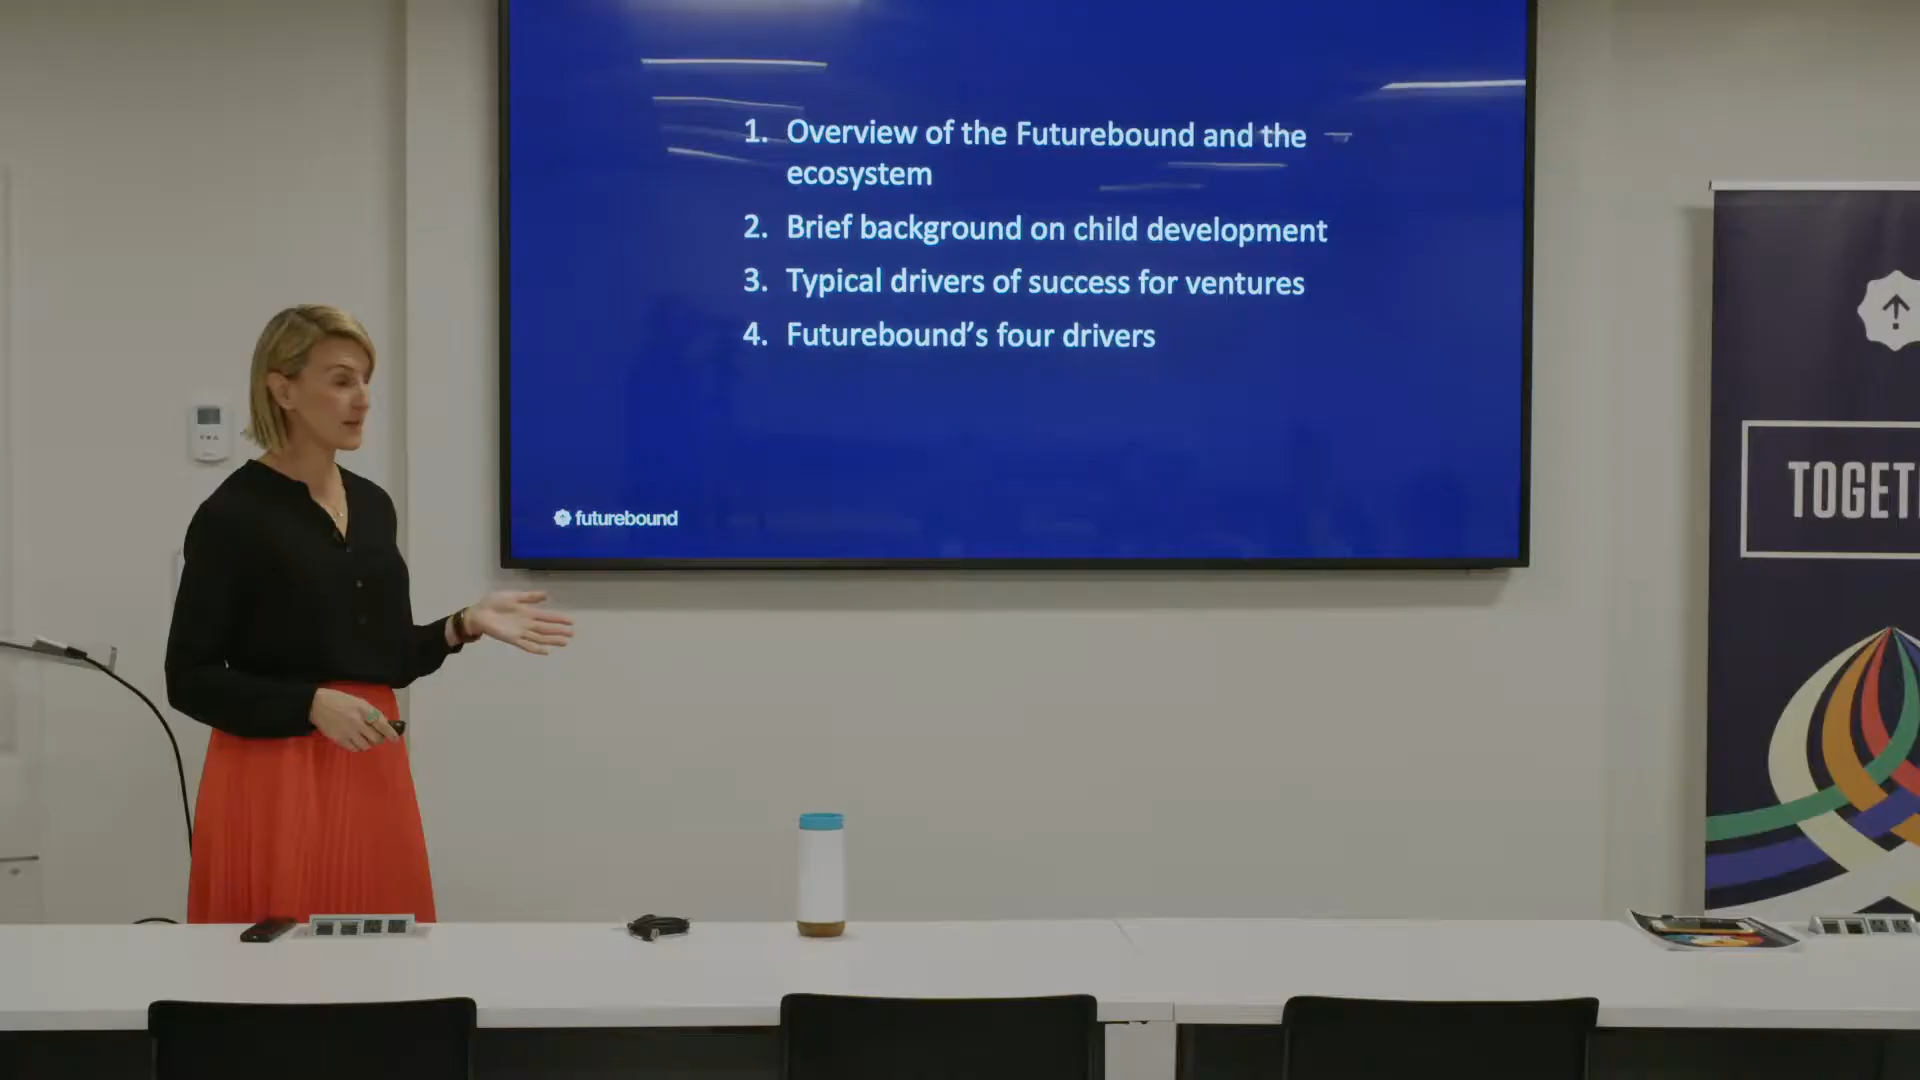 1. Overview of the Futurebound and the
ecosystem
2. Brief background on child development
3. Typical drivers of success for ventures
4. Futurebound's four drivers
futurebound
TOGET